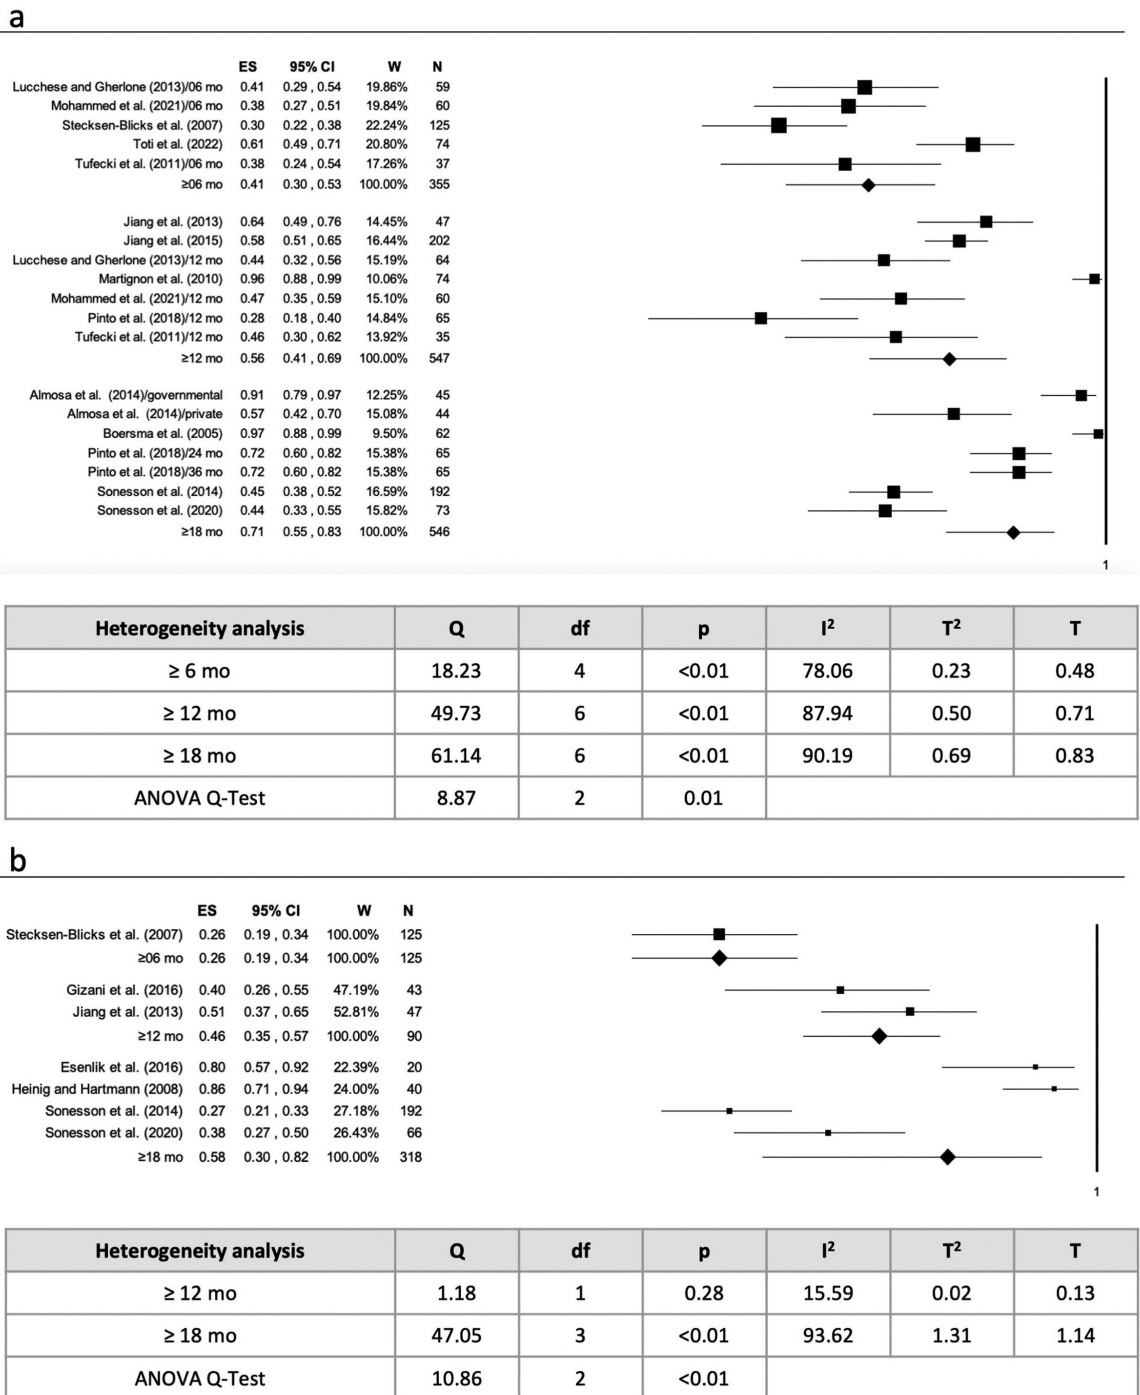 a
ES 95% CI W N
Lucchese and Gherlone (2013)/06 mo 0.41 0.29 , 0.54 19.86% 59
Mohammed et al. (2021)/06 mo 0.38 0.27 , 0.51 19.84% 60
Stecksen-Blicks et al. (2007) 0.30 0.22 , 0.38 22.24% 125
Toti et al. (2022) 0.61 0.49 , 0.71 20.80% 74
Tufecki et al. (2011)/06 mo 0.38 0.24 , 0.54 17.26% 37
≥06 mo 0.41 0.30 , 0.53 100.00% 355
Jiang et al. (2013) 0.64 0.49 , 0.76 14.45% 47
Jiang et al. (2015) 0.58 0.51 , 0.65 16.44% 202
Lucchese and Gherlone (2013)/12 mo 0.44 0.32 , 0.56 15.19% 64
Martignon et al. (2010) 0.96 0.88 , 0.99 10.06% 74
Mohammed et al. (2021)/12 mo 0.47 0.35 , 0.59 15.10% 60
Pinto et al. (2018)/12 mo 0.28 0.18 , 0.40 14.84% 65
Tufecki et al. (2011)/12 mo 0.46 0.30 , 0.62 13.92% 35
≥12 mo 0.56 0.41 , 0.69 100.00% 547
Almosa et al. (2014)/governmental 0.91 0.79 , 0.97 12.25% 45
Almosa et al. (2014)/private 0.57 0.42 , 0.70 15.08% 44
Boersma et al. (2005) 0.97 0.88 , 0.99 9.50% 62
Pinto et al. (2018)/24 mo 0.72 0.60 , 0.82 15.38% 65
Pinto et al. (2018)/36 mo 0.72 0.60 , 0.82 15.38% 65
Sonesson et al. (2014) 0.45 0.38 , 0.52 16.59% 192
Sonesson et al. (2020) 0.44 0.33 , 0.55 15.82% 73
≥18 mo 0.71 0.55 , 0.83 100.00% 546
1
Heterogeneity analysis Q df p I² T² T
≥ 6 mo 18.23 4 <0.01 78.06 0.23 0.48
≥ 12 mo 49.73 6 <0.01 87.94 0.50 0.71
≥ 18 mo 61.14 6 <0.01 90.19 0.69 0.83
ANOVA Q-Test 8.87 2 0.01
b
ES 95% CI W N
Stecksen-Blicks et al. (2007) 0.26 0.19 , 0.34 100.00% 125
≥06 mo 0.26 0.19 , 0.34 100.00% 125
Gizani et al. (2016) 0.40 0.26 , 0.55 47.19% 43
Jiang et al. (2013) 0.51 0.37 , 0.65 52.81% 47
≥12 mo 0.46 0.35 , 0.57 100.00% 90
Esenlik et al. (2016) 0.80 0.57 , 0.92 22.39% 20
Heinig and Hartmann (2008) 0.86 0.71 , 0.94 24.00% 40
Sonesson et al. (2014) 0.27 0.21 , 0.33 27.18% 192
Sonesson et al. (2020) 0.38 0.27 , 0.50 26.43% 66
≥18 mo 0.58 0.30 , 0.82 100.00% 318
1
Heterogeneity analysis Q df p I² T² T
≥ 12 mo 1.18 1 0.28 15.59 0.02 0.13
≥ 18 mo 47.05 3 <0.01 93.62 1.31 1.14
ANOVA Q-Test 10.86 2 <0.01